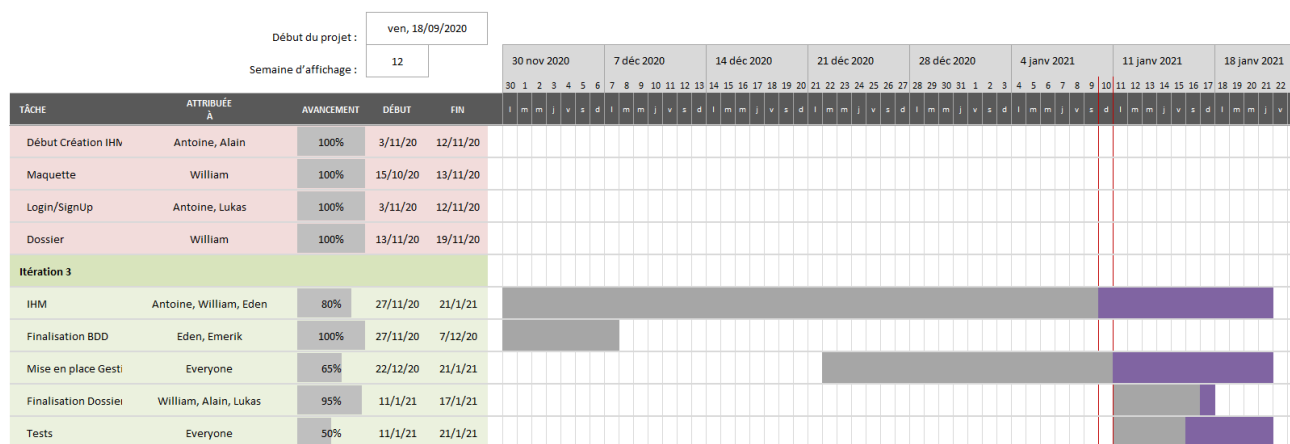 Début du projet : ven, 18/09/2020
Semaine d'affichage : 12
30 nov 2020 7 déc 2020 14 déc 2020 21 déc 2020 28 déc 2020 4 janv 2021 11 janv 2021 18 janv 2021
30 1 2 3 4 5 6 7 8 9 10 11 12 13 14 15 16 17 18 19 20 21 22 23 24 25 26 27 28 29 30 31 1 2 3 4 5 6 7 8 9 10 11 12 13 14 15 16 17 18 19 20 21 22
TÂCHE ATTRIBUÉE À AVANCEMENT DÉBUT FIN l m m j v s d l m m j v s d l m m j v s d l m m j v s d l m m j v s d l m m j v s d l m m j v s d l m m j v
Début Création IHM Antoine, Alain 100% 3/11/20 12/11/20
Maquette William 100% 15/10/20 13/11/20
Login/SignUp Antoine, Lukas 100% 3/11/20 12/11/20
Dossier William 100% 13/11/20 19/11/20
Itération 3
IHM Antoine, William, Eden 80% 27/11/20 21/1/21
Finalisation BDD Eden, Emerik 100% 27/11/20 7/12/20
Mise en place Gesti Everyone 65% 22/12/20 21/1/21
Finalisation Dossier William, Alain, Lukas 95% 11/1/21 17/1/21
Tests Everyone 50% 11/1/21 21/1/21